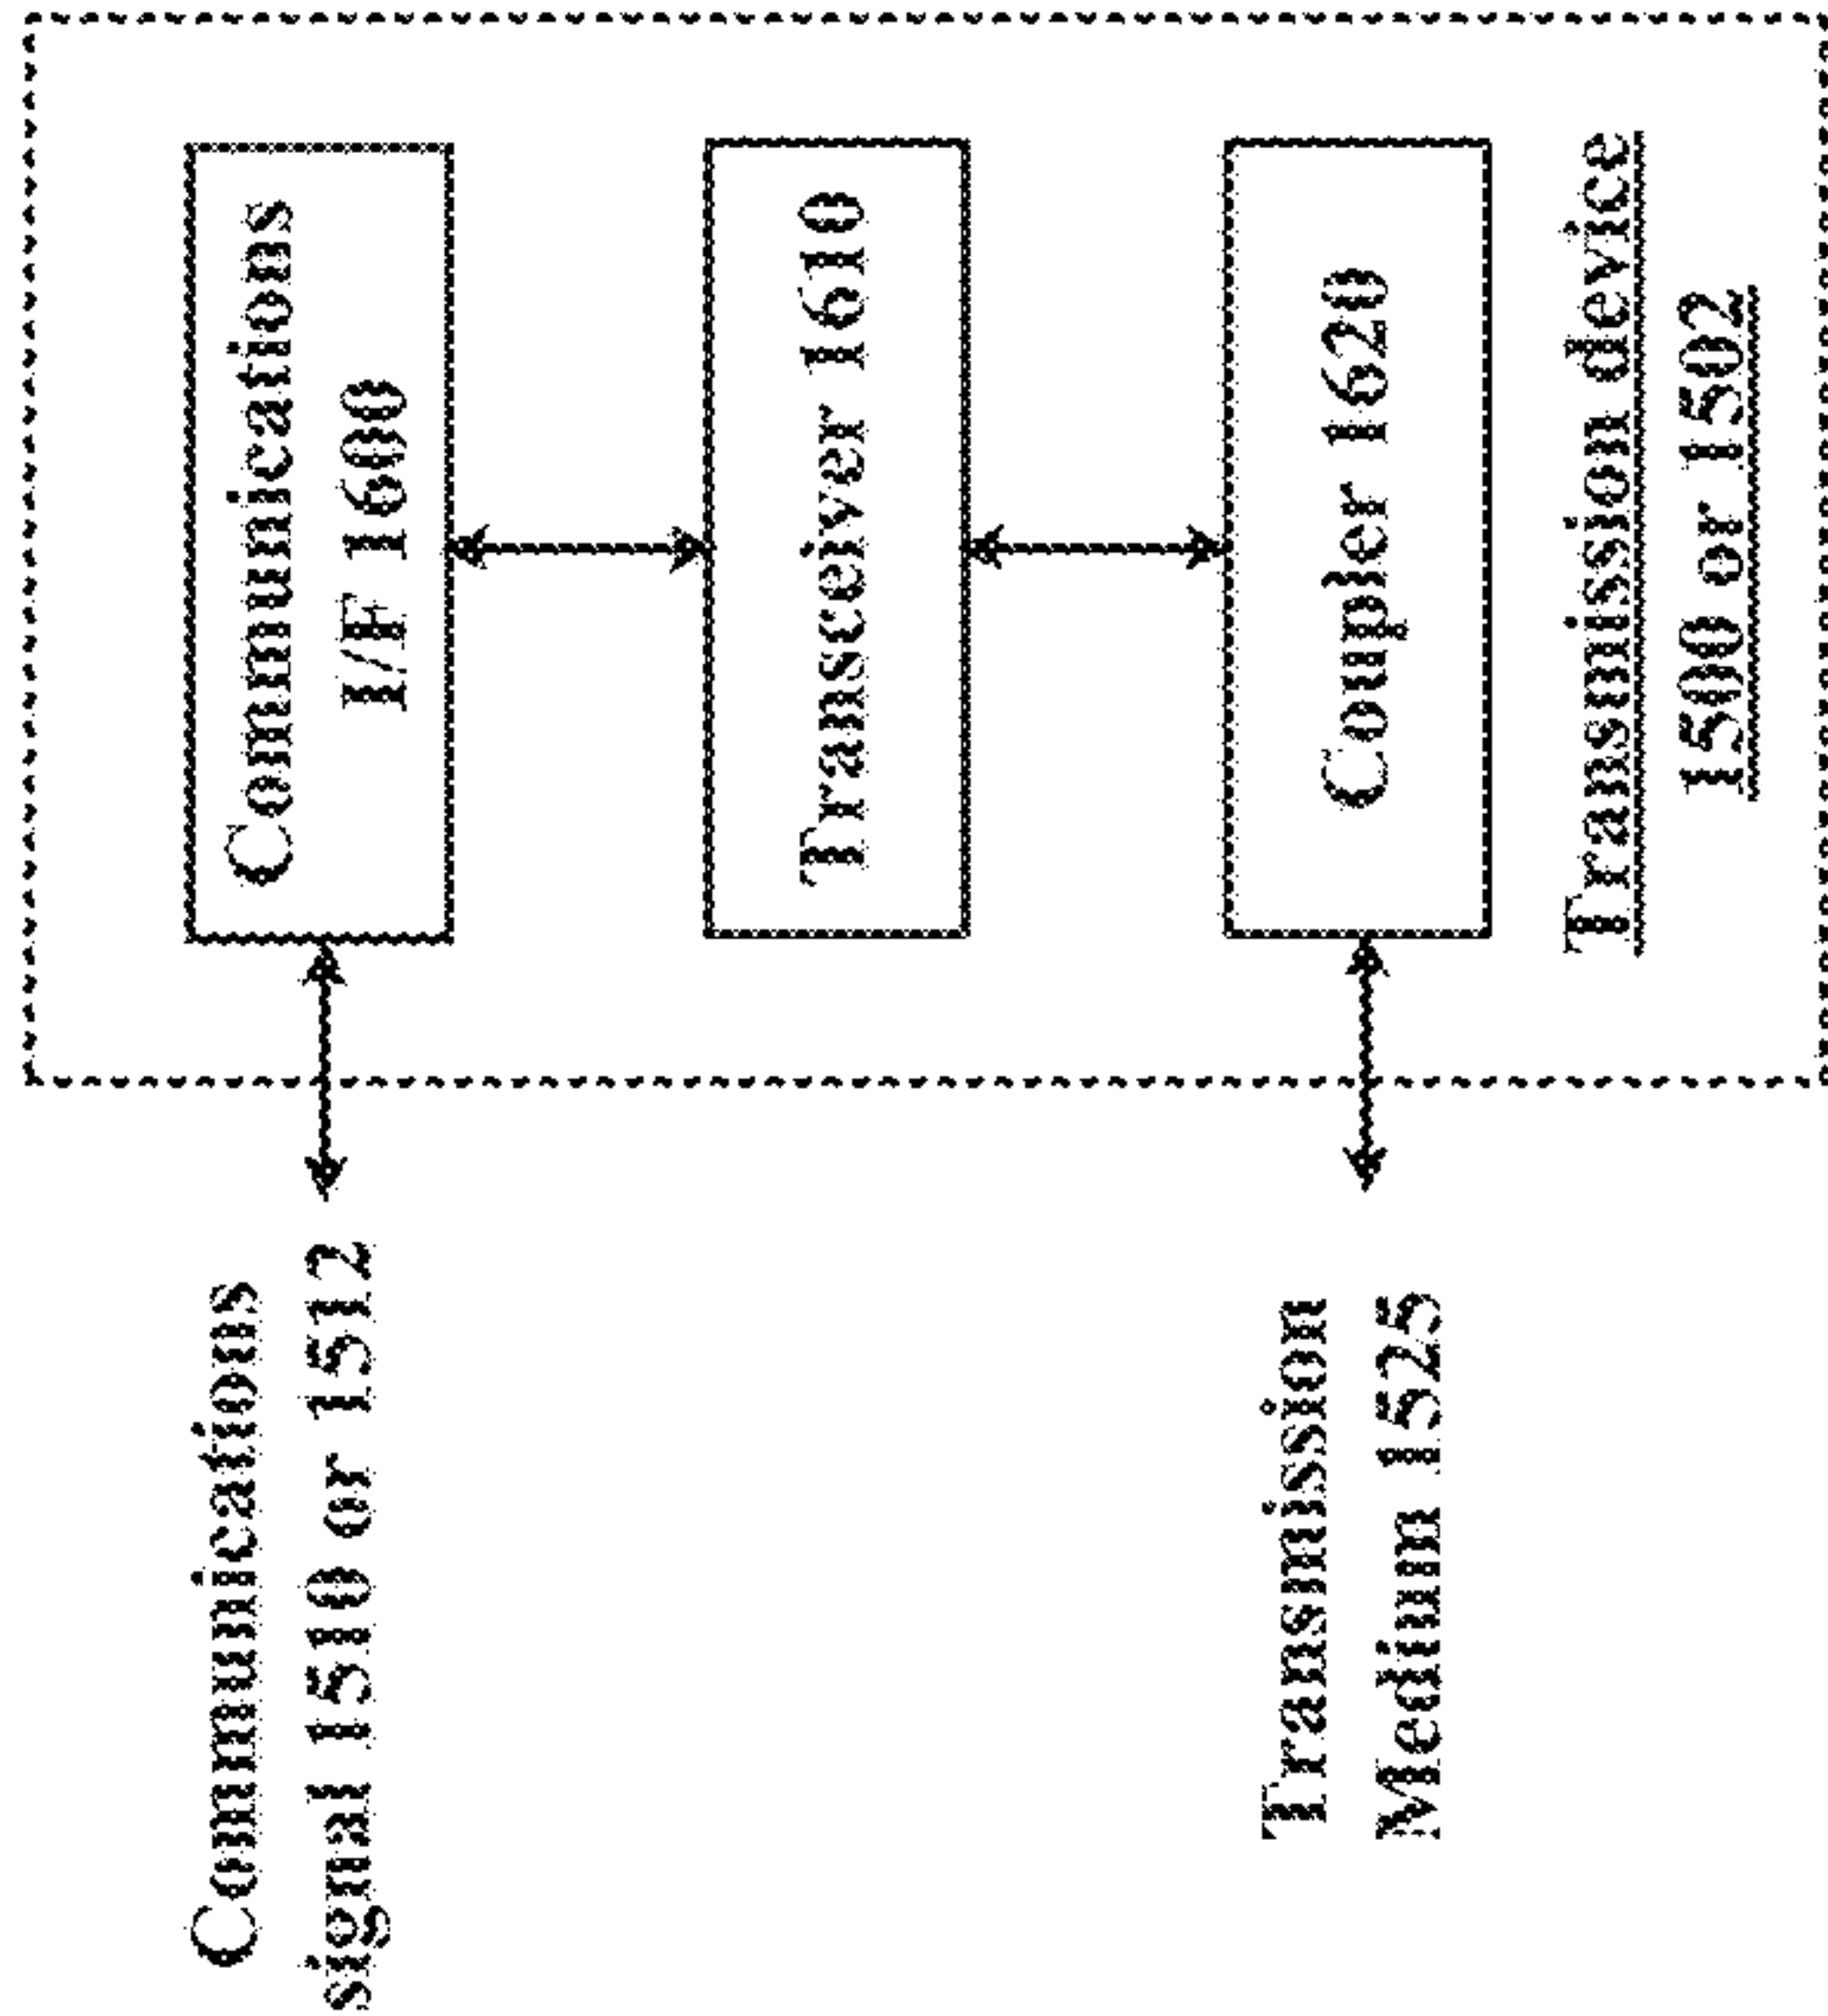 Communications
signal 1510 or 1512
Communications
I/F 1600
Transceiver 1610
Transmission
Medium 1525
Coupler 1620
Transmission device
1500 or 1502